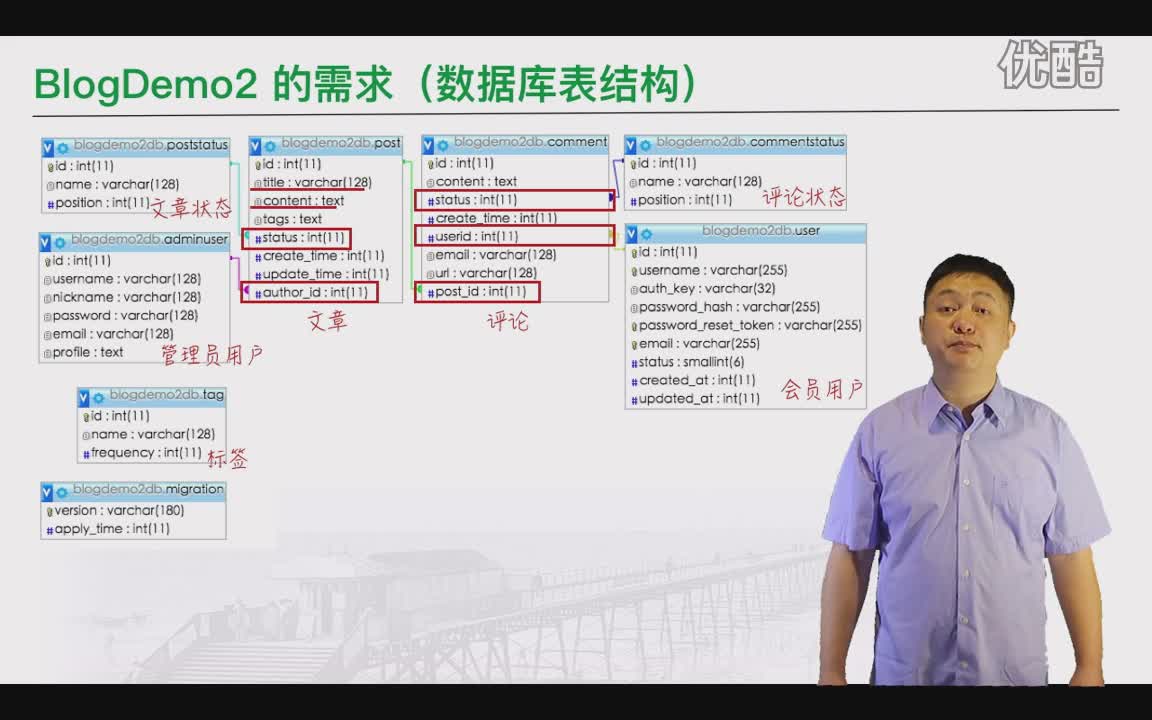 优酷
BlogDemo2 的需求（数据库表结构）
blogdemo2db.poststatus
id : int(11)
name : varchar(128)
position : int(11)
文章状态
blogdemo2db.adminuser
id : int(11)
username : varchar(128)
nickname : varchar(128)
password : varchar(128)
email : varchar(128)
profile : text
管理员用户
blogdemo2db.tag
id : int(11)
name : varchar(128)
frequency : int(11)
标签
blogdemo2db.migration
version : varchar(180)
apply_time : int(11)
blogdemo2db.post
id : int(11)
title : varchar(128)
content : text
tags : text
status : int(11)
create_time : int(11)
update_time : int(11)
author_id : int(11)
文章
blogdemo2db.comment
id : int(11)
content : text
status : int(11)
create_time : int(11)
userid : int(11)
email : varchar(128)
url : varchar(128)
post_id : int(11)
评论
blogdemo2db.commentstatus
id : int(11)
name : varchar(128)
position : int(11)
评论状态
blogdemo2db.user
id : int(11)
username : varchar(255)
auth_key : varchar(32)
password_hash : varchar(255)
password_reset_token : varchar(255)
email : varchar(255)
status : smallint(6)
created_at : int(11)
updated_at : int(11)
会员用户